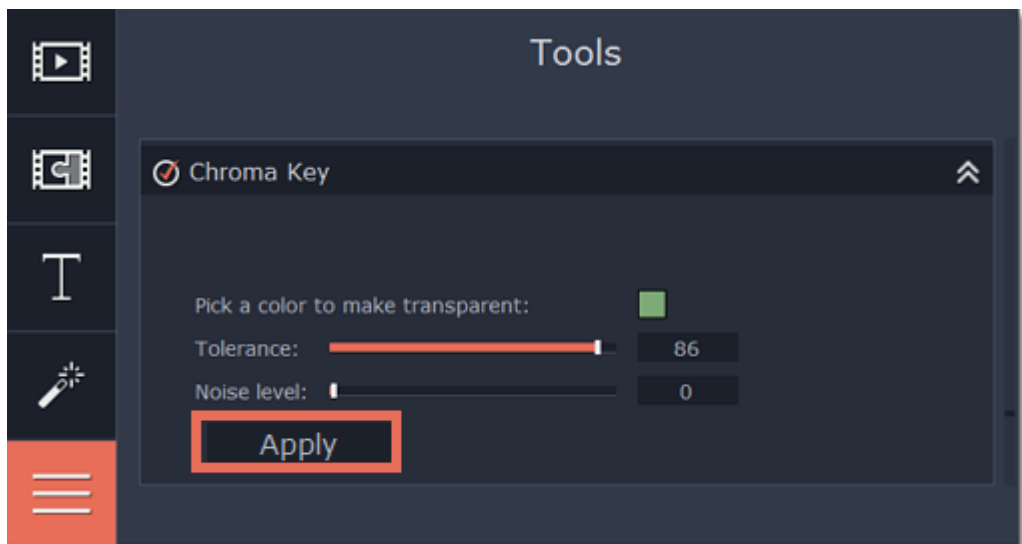 Tools
Chroma Key
T
Pick a color to make transparent:
Tolerance: 86
Noise level: 0
Apply